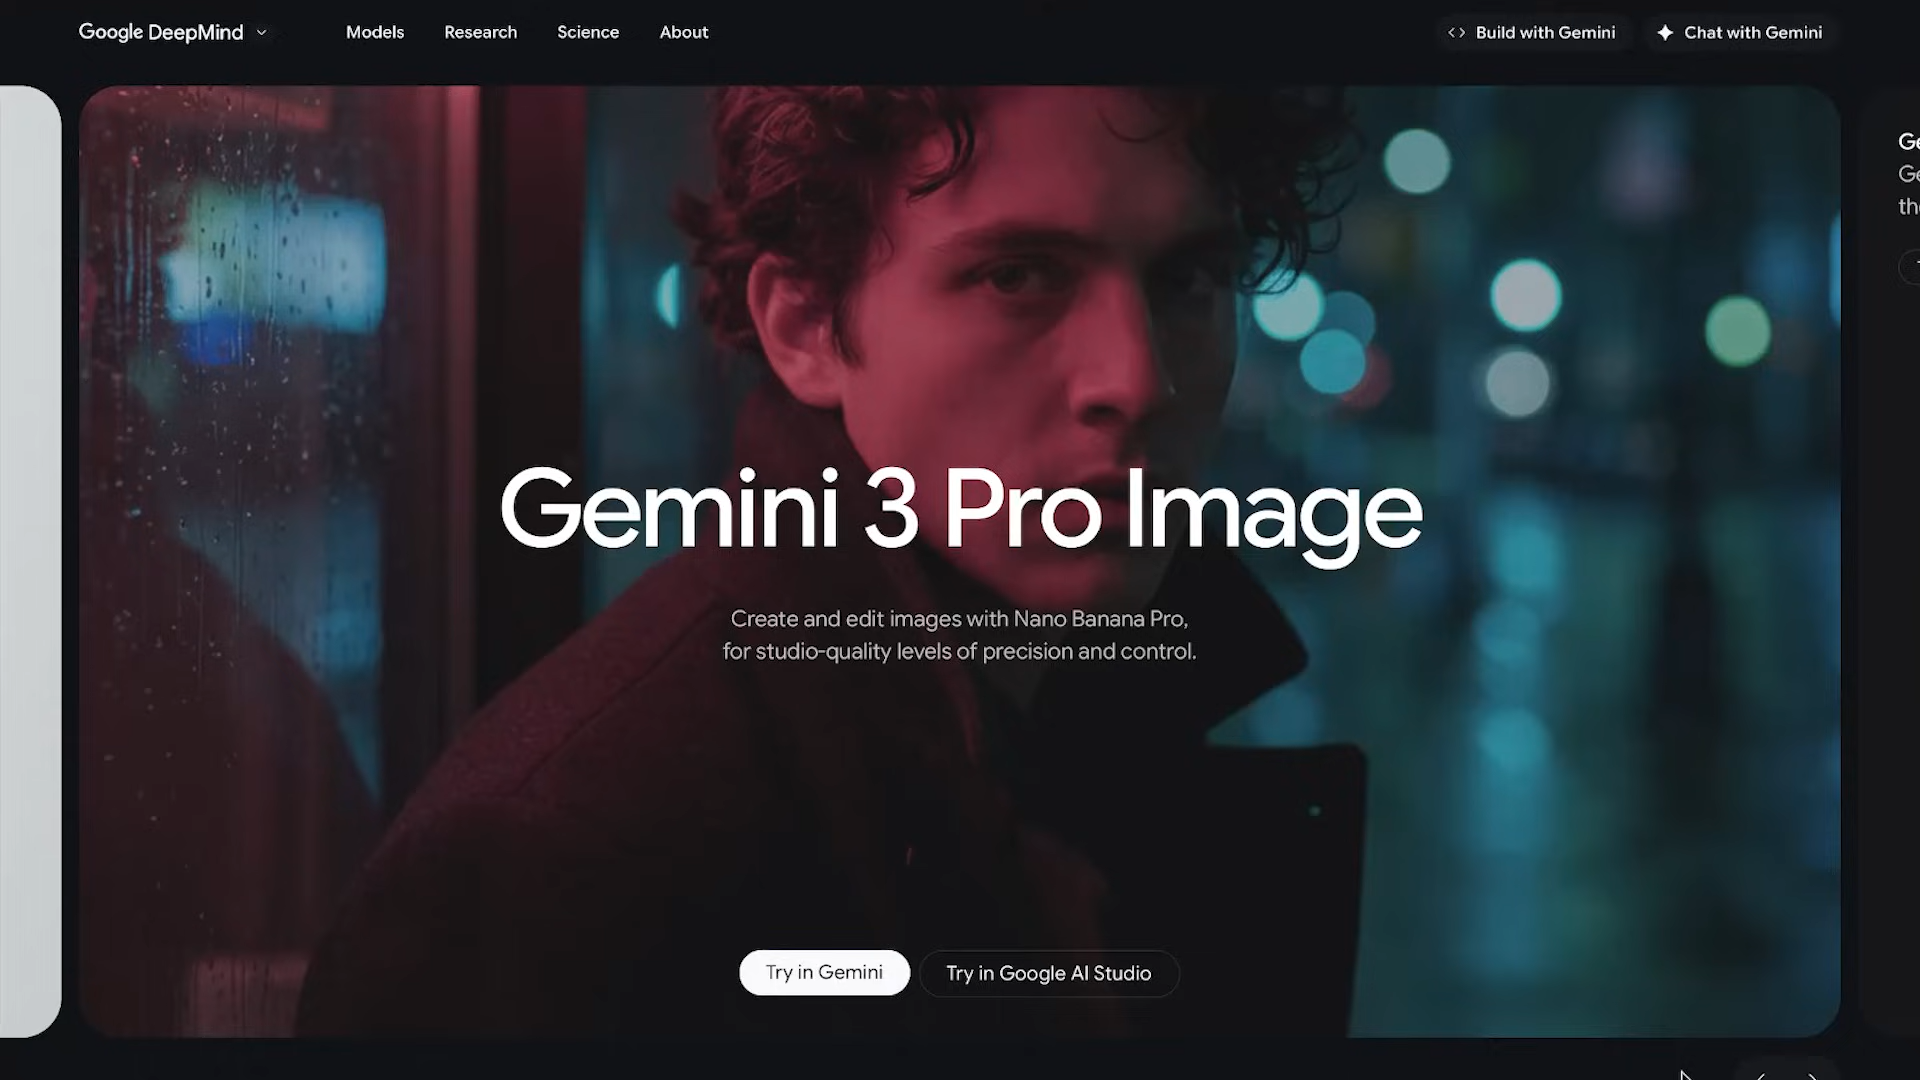 Google DeepMind
Models
Research
Science
About
Build with Gemini
Chat with Gemini
Gemini 3 Pro Image
Create and edit images with Nano Banana Pro,
for studio-quality levels of precision and control.
Try in Gemini
Try in Google AI Studio